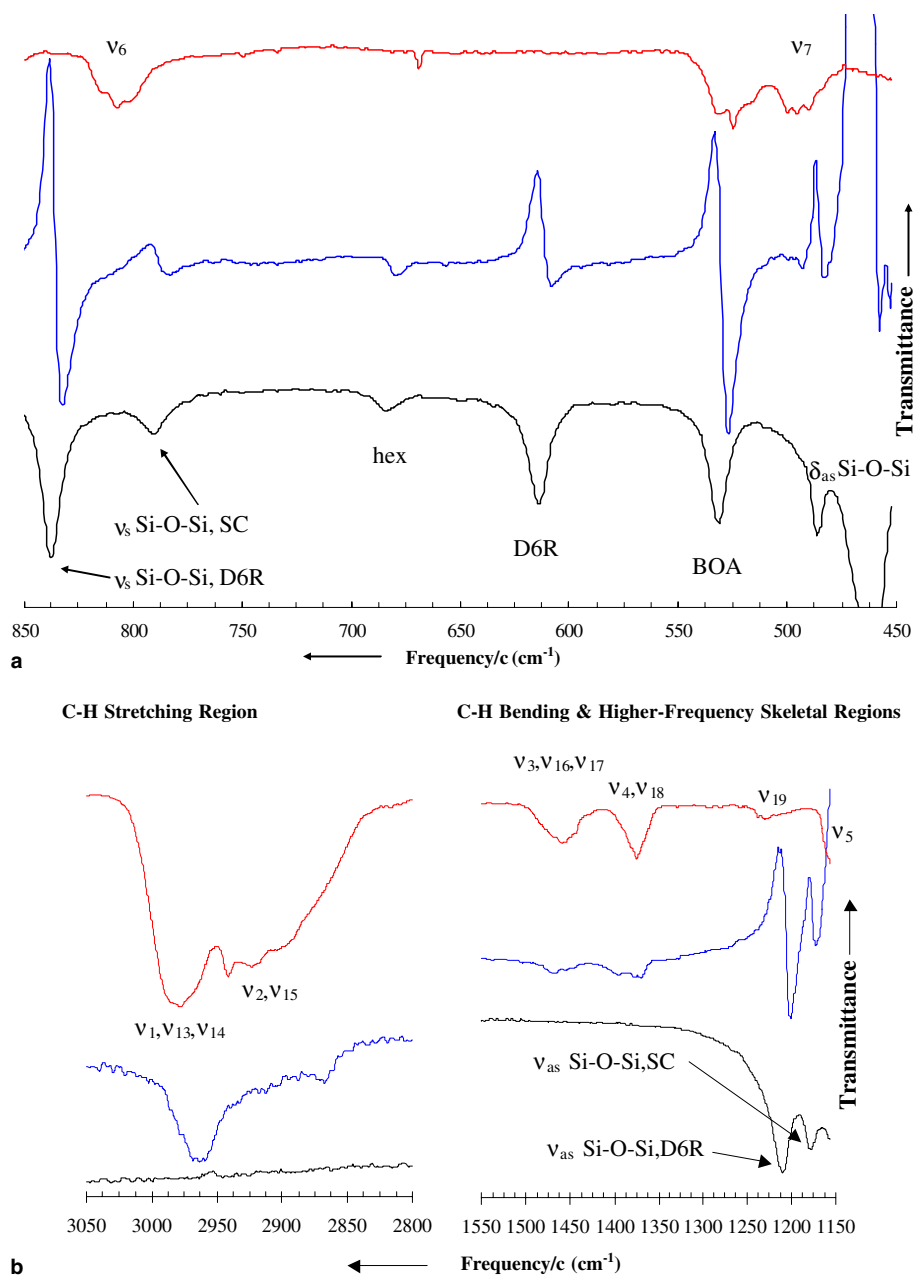 ν6
ν7
Transmittance
hex
δas Si-O-Si
νs Si-O-Si, SC
D6R
BOA
νs Si-O-Si, D6R
850 800 750 700 650 600 550 500 450
Frequency/c (cm-1)
a
C-H Stretching Region
C-H Bending & Higher-Frequency Skeletal Regions
ν3,ν16,ν17
ν4,ν18
ν19
ν5
ν2,ν15
ν1,ν13,ν14
Transmittance
νas Si-O-Si,SC
νas Si-O-Si,D6R
3050 3000 2950 2900 2850 2800
1550 1500 1450 1400 1350 1300 1250 1200 1150
Frequency/c (cm-1)
b